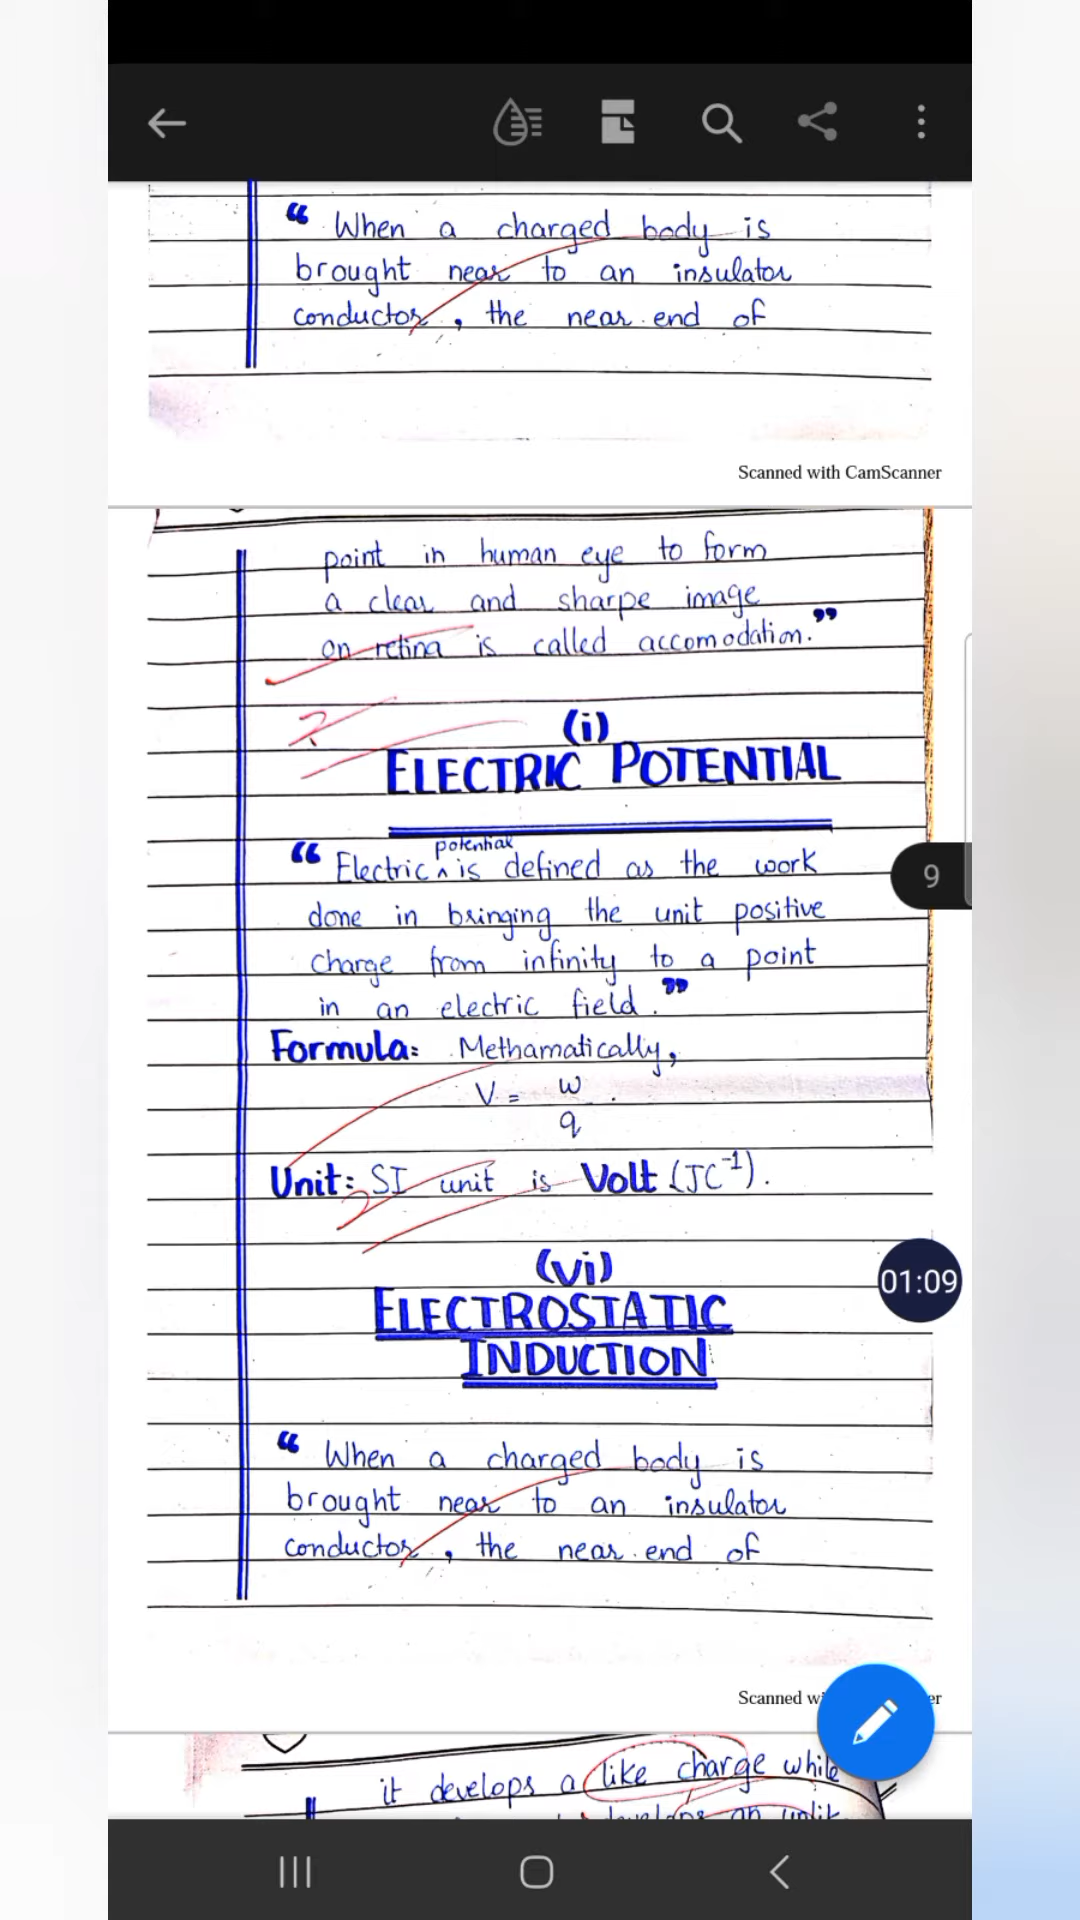 “ When a charged body is
brought near to an insulator
conductor, the near end of
Scanned with CamScanner
point in human eye to form
a clear and sharpe image
on retina is called accomodation.”
(i)
ELECTRIC POTENTIAL
potential
“ Electric ^ is defined as the work
done in bringing the unit positive
charge from infinity to a point
in an electric field.”
Formula: Methamatically,
V = w
q
Unit: SI unit is Volt (JC⁻¹).
9
01:09
(vi)
ELECTROSTATIC
INDUCTION
“ When a charged body is
brought near to an insulator
conductor, the near end of
Scanned
it develops a like charge while
develops an